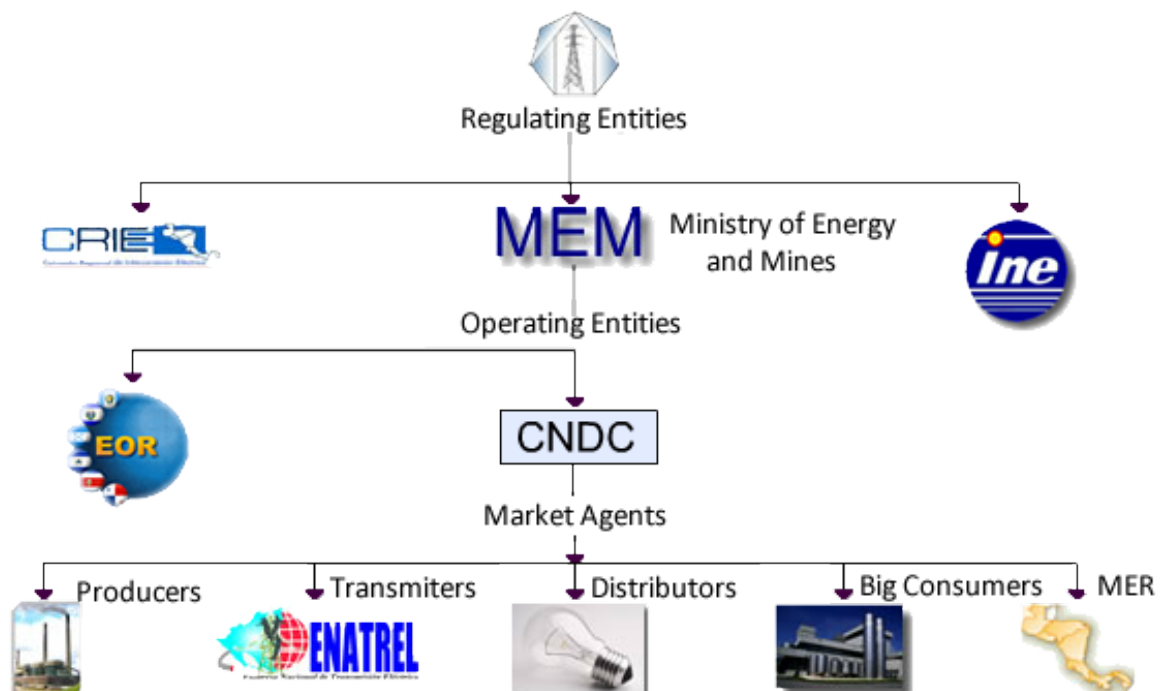 Regulating Entities
CRIE
MEM
Ministry of Energy
and Mines
ine
Operating Entities
EOR
CNDC
Market Agents
Producers
Transmiters
Distributors
Big Consumers
MER
ENATREL